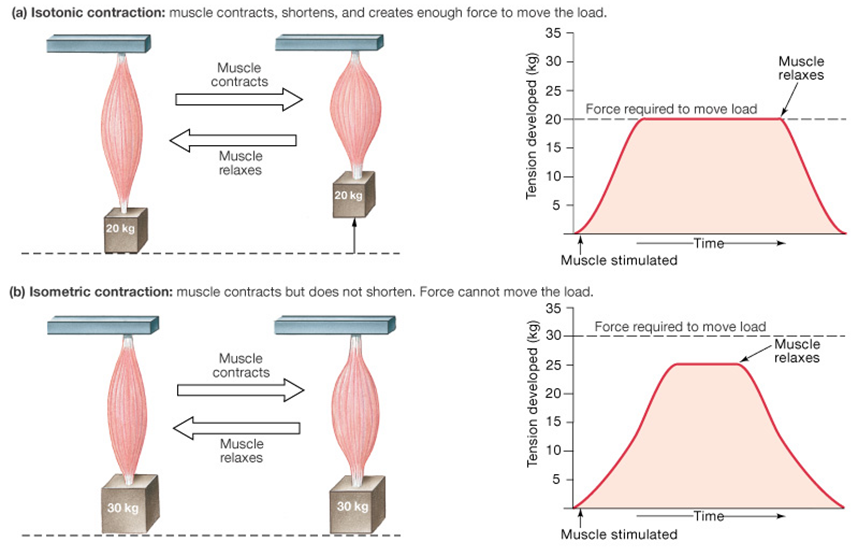 (a) Isotonic contraction: muscle contracts, shortens, and creates enough force to move the load.
Muscle
contracts
Muscle
relaxes
20 kg
20 kg
Tension developed (kg)
35
30
25
20
15
10
5
Force required to move load
Muscle
relaxes
Time
Muscle stimulated
(b) Isometric contraction: muscle contracts but does not shorten. Force cannot move the load.
Muscle
contracts
Muscle
relaxes
30 kg
30 kg
Tension developed (kg)
35
30
25
20
15
10
5
Force required to move load
Muscle
relaxes
Time
Muscle stimulated